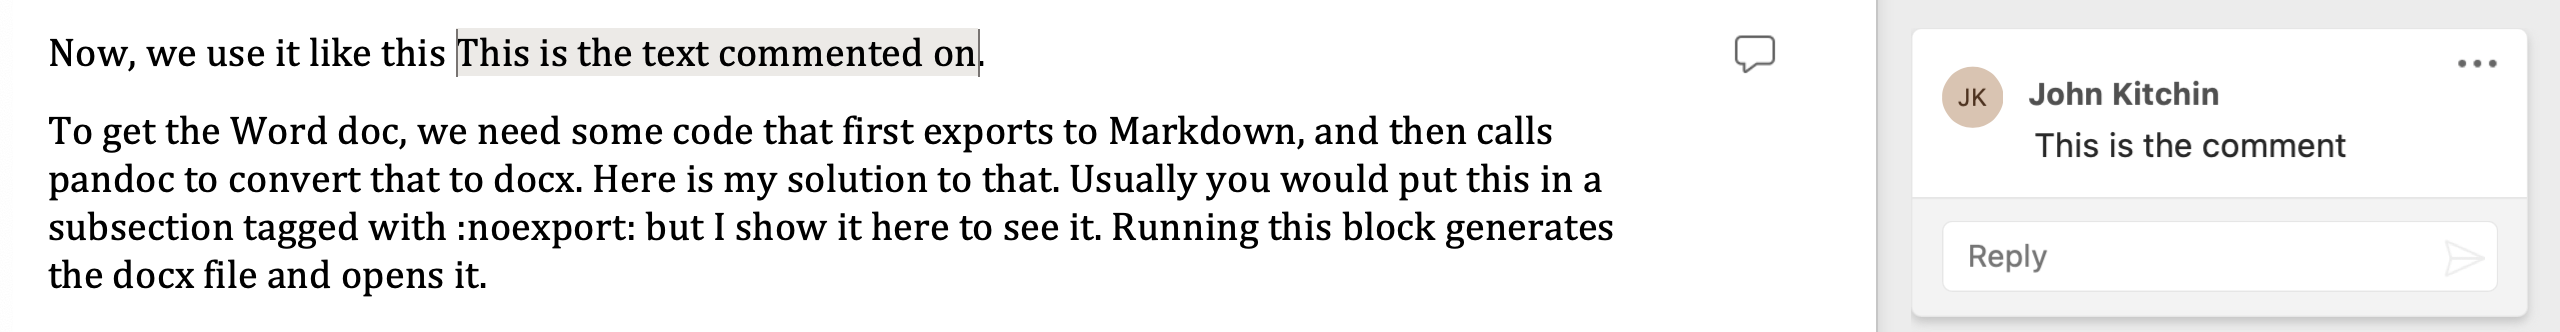 Now, we use it like this This is the text commented on.
To get the Word doc, we need some code that first exports to Markdown, and then calls
pandoc to convert that to docx. Here is my solution to that. Usually you would put this in a
subsection tagged with :noexport: but I show it here to see it. Running this block generates
the docx file and opens it.
JK
John Kitchin
This is the comment
Reply